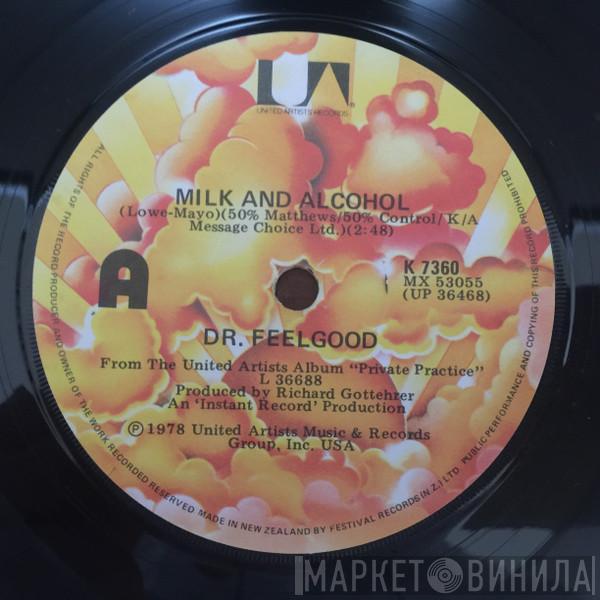 UA®
UNITED ARTISTS RECORDS
MILK AND ALCOHOL
(Lowe-Mayo)(50% Matthews/50% Control/K/A
Message Choice Ltd.)(2:48)
A
K 7360
MX 53055
(UP 36468)
DR. FEELGOOD
From The United Artists Album "Private Practice"
L 36688
Produced by Richard Gottehrer
An 'Instant Record' Production
℗ 1978 United Artists Music & Records
Group, Inc. USA
ALL RIGHTS OF THE RECORD PRODUCER AND OWNER OF THE WORK RECORDED RESERVED MADE IN NEW ZEALAND BY FESTIVAL RECORDS (N.Z.) LTD PUBLIC PERFORMANCE AND COPYING OF THIS RECORD PROHIBITED
МАРКЕТ ВИНИЛА